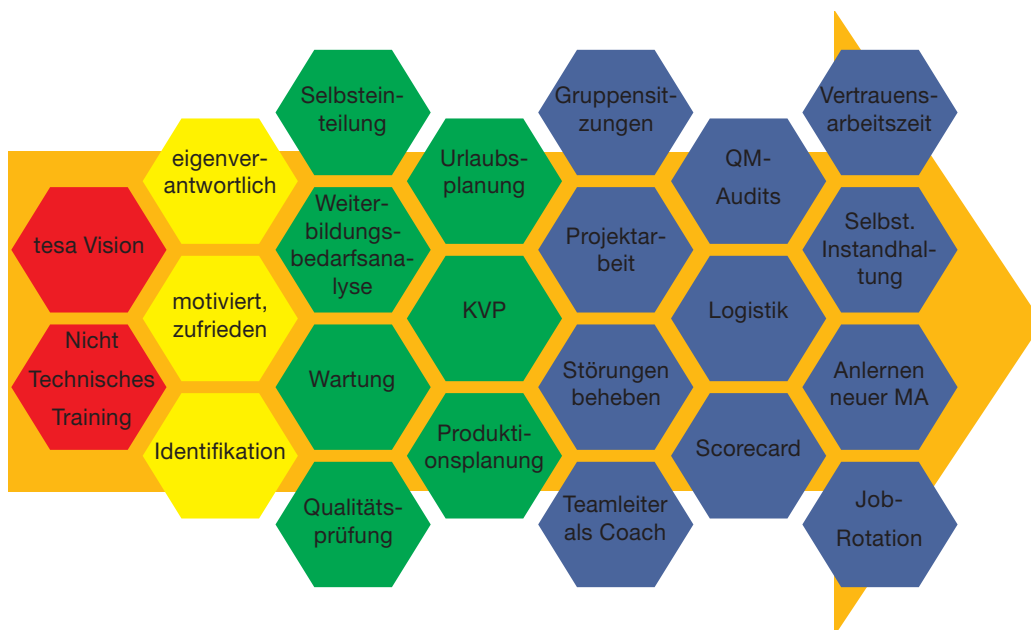 tesa Vision
Nicht
Technisches
Training
eigenver-
antwortlich
motiviert,
zufrieden
Identifikation
Selbstein-
teilung
Weiter-
bildungs-
bedarfsana-
lyse
Wartung
Qualitäts-
prüfung
Urlaubs-
planung
KVP
Produkti-
onsplanung
Gruppensit-
zungen
Projektar-
beit
Störungen
beheben
Teamleiter
als Coach
QM-
Audits
Logistik
Scorecard
Vertrauens-
arbeitszeit
Selbst.
Instandhal-
tung
Anlernen
neuer MA
Job-
Rotation